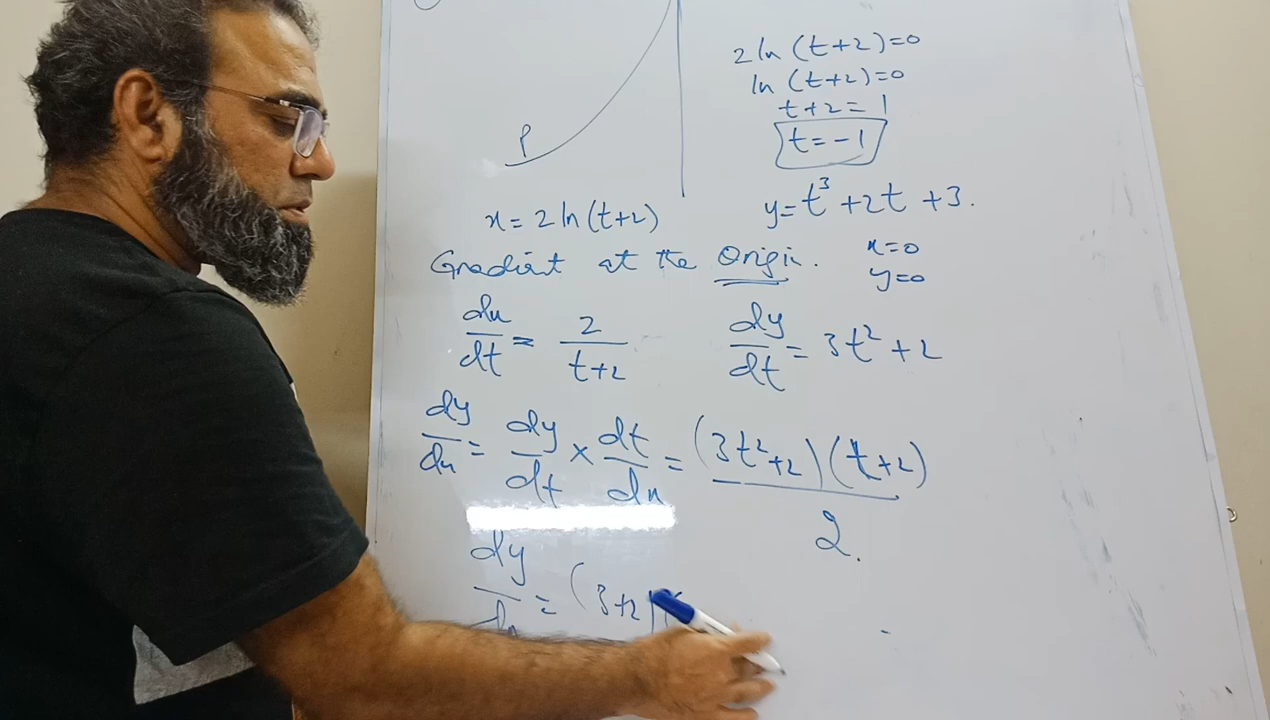 2 ln (t+2)=0
ln (t+2)=0
t+2 = 1
t=-1
P
x= 2 ln(t+2)
y= t³ +2t +3.
Gradient at the Origin.
x=0
y=0
dx/dt = 2/(t+2)
dy/dt = 3t² +2
dy/dx = dy/dt × dt/dx = (3t²+2)(t+2)/2.
dy/dx = (3+2)(